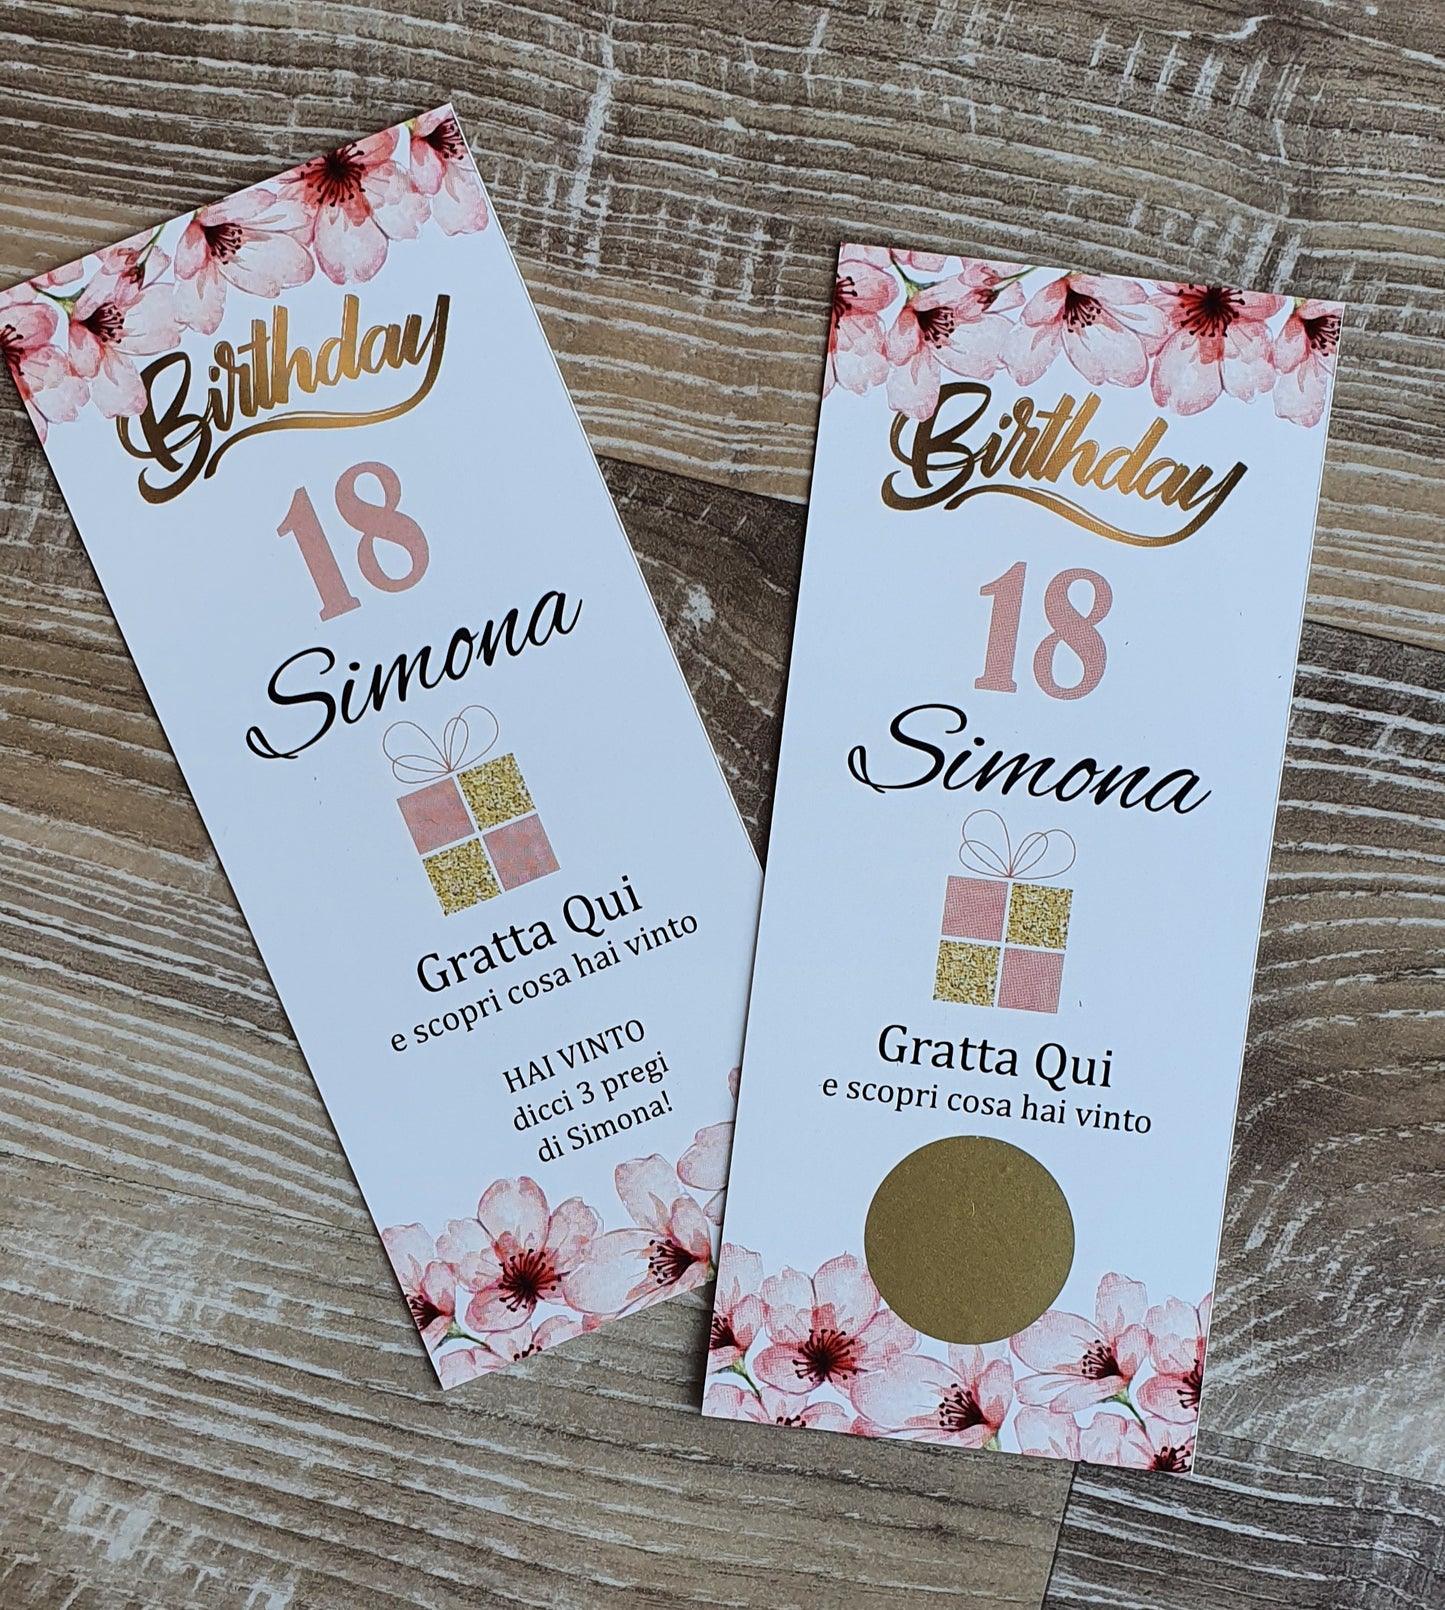 Birthday
18
Simona
Gratta Qui
e scopri cosa hai vinto
HAI VINTO
dicci 3 pregi
di Simona!
Birthday
18
Simona
Gratta Qui
e scopri cosa hai vinto